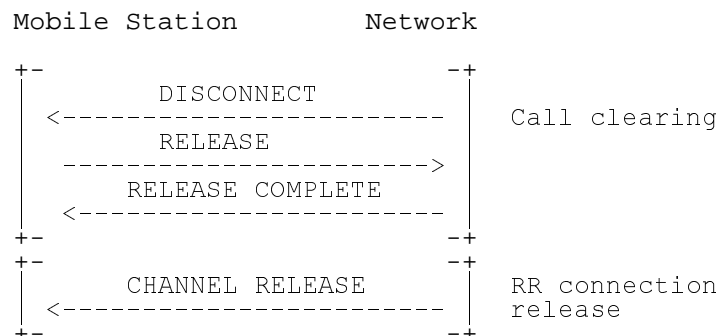 Mobile Station Network
DISCONNECT
Call clearing
RELEASE
RELEASE COMPLETE
CHANNEL RELEASE RR connection
release